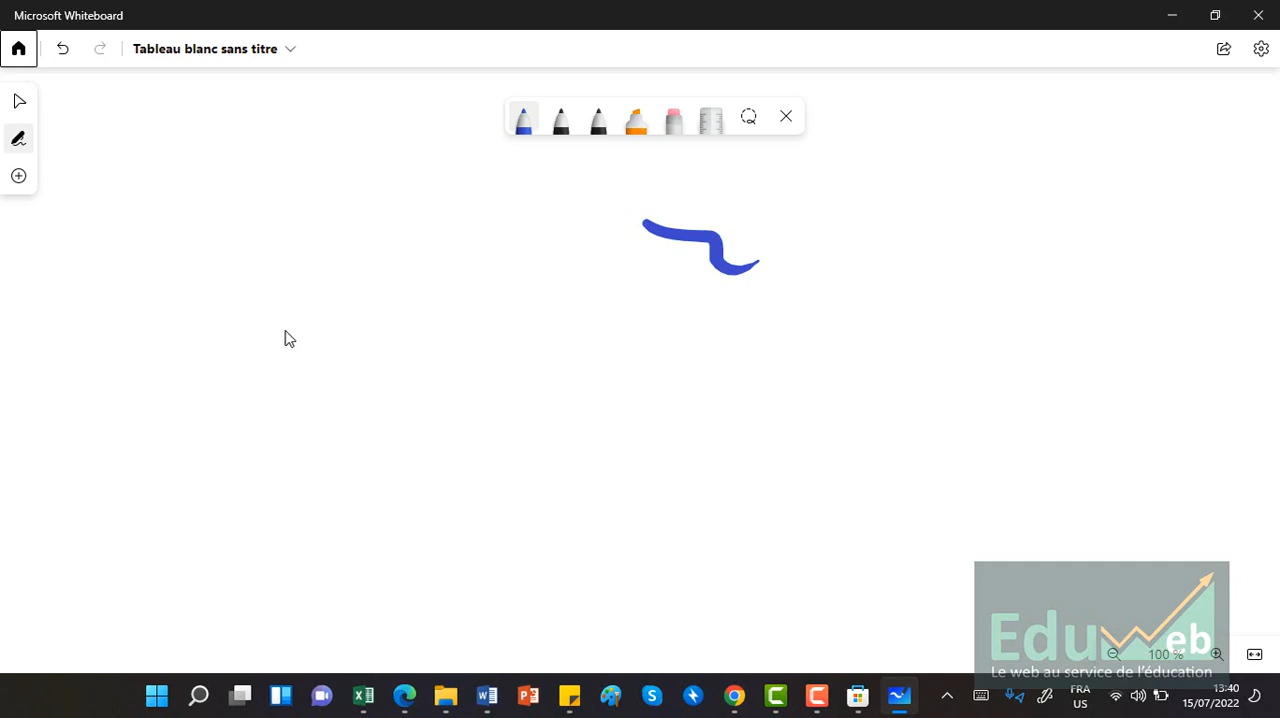 Microsoft Whiteboard
Tableau blanc sans titre
Eduweb
100 %
Le web au service de l'éducation
FRA
US
13:40
15/07/2022